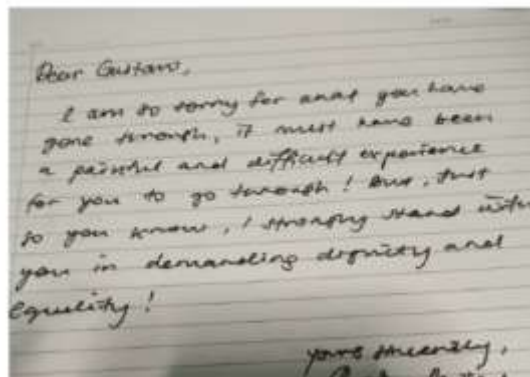 Dear Gustavo,
I am so sorry for what you have
gone through, it must have been
a painful and difficult experience
for you to go through! But, Just
so you know, I strongly stand with
you in demanding dignity and
equality!
yours sincerely,